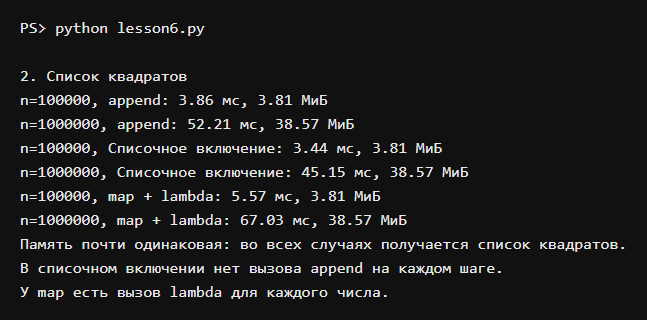 PS> python lesson6.py
2. Список квадратов
n=100000, append: 3.86 мс, 3.81 МиБ
n=1000000, append: 52.21 мс, 38.57 МиБ
n=100000, Списочное включение: 3.44 мс, 3.81 МиБ
n=1000000, Списочное включение: 45.15 мс, 38.57 МиБ
n=100000, map + lambda: 5.57 мс, 3.81 МиБ
n=1000000, map + lambda: 67.03 мс, 38.57 МиБ
Память почти одинаковая: во всех случаях получается список квадратов.
В списочном включении нет вызова append на каждом шаге.
У map есть вызов lambda для каждого числа.